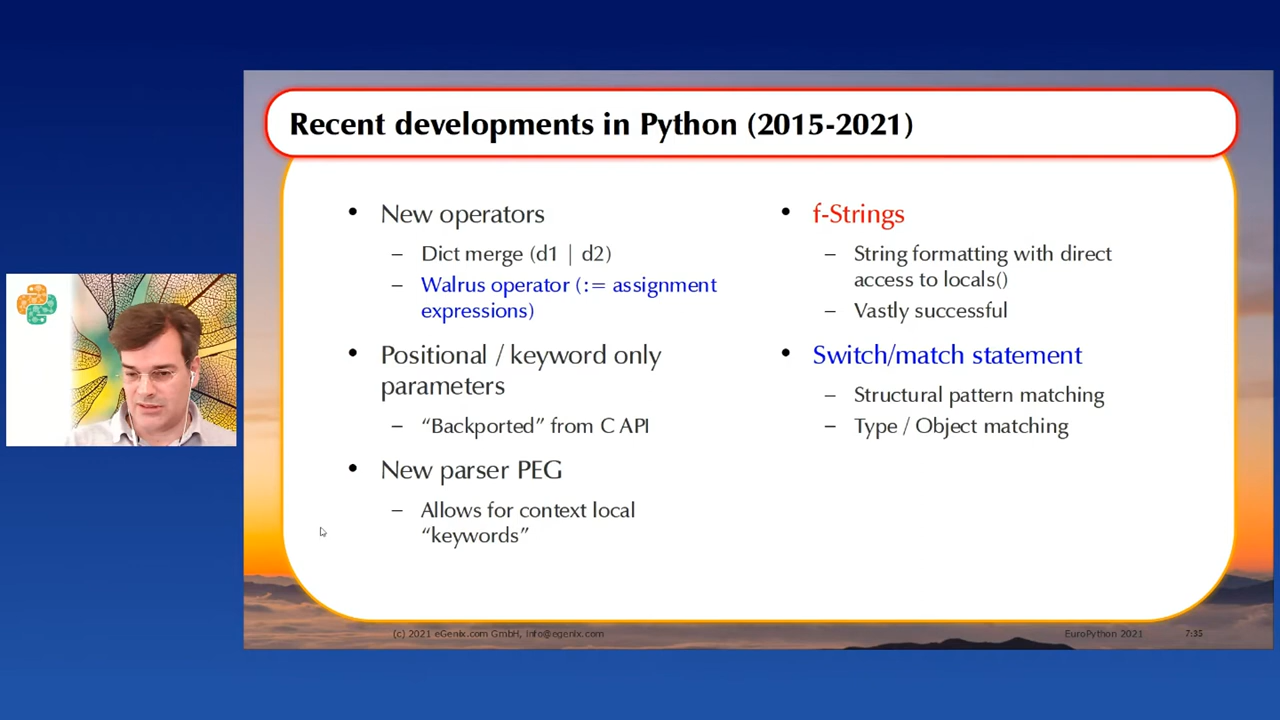 Recent developments in Python (2015-2021)
• New operators
– Dict merge (d1 | d2)
– Walrus operator (:= assignment
expressions)
• Positional / keyword only
parameters
– “Backported” from C API
• New parser PEG
– Allows for context local
“keywords”
• f-Strings
– String formatting with direct
access to locals()
– Vastly successful
• Switch/match statement
– Structural pattern matching
– Type / Object matching
(c) 2021 eGenix.com GmbH, info@egenix.com
EuroPython 2021
7:35